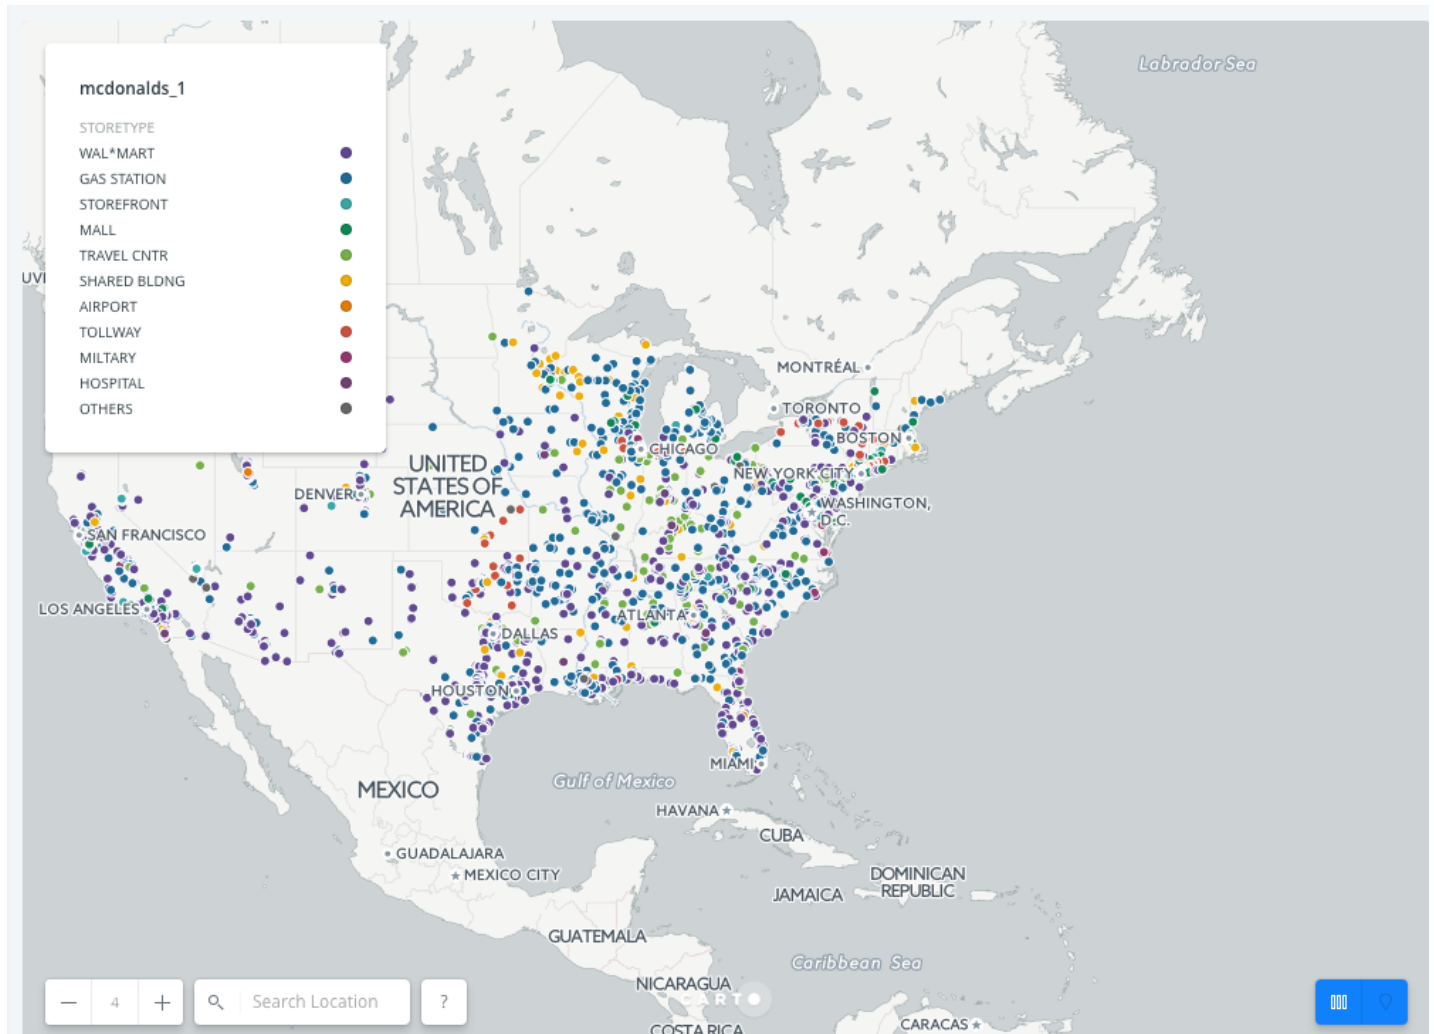 Labrador Sea
mcdonalds_1
STORETYPE
WAL*MART
GAS STATION
STOREFRONT
MALL
TRAVEL CNTR
SHARED BLDNG
AIRPORT
TOLLWAY
MILTARY
HOSPITAL
OTHERS
UVI
MONTRÉAL
TORONTO
BOSTON
CHICAGO
UNITED
STATES OF
AMERICA
NEW YORK CITY
DENVER
WASHINGTON,
D.C.
SAN FRANCISCO
LOS ANGELES
ATLANTA
DALLAS
HOUSTON
MIAMI
Gulf of Mexico
MEXICO
HAVANA
CUBA
GUADALAJARA
MEXICO CITY
DOMINICAN
REPUBLIC
JAMAICA
GUATEMALA
Caribbean Sea
NICARAGUA
CARTO
4
Search Location
?
COSTA RICA
CARACAS